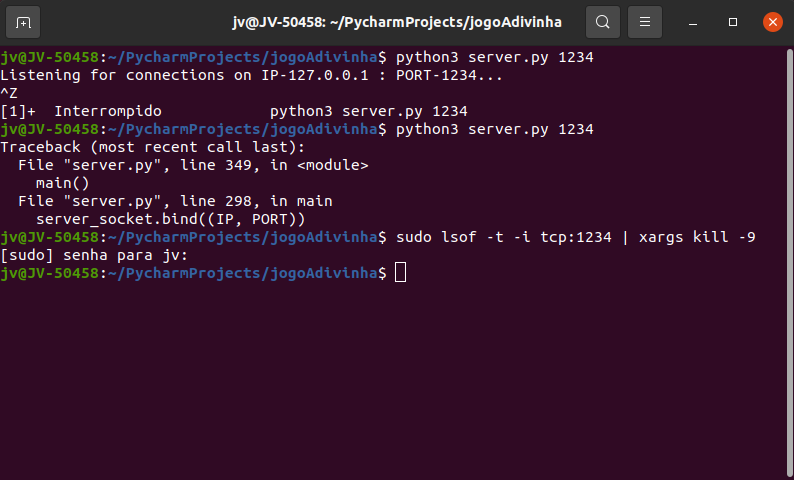 jv@JV-50458: ~/PycharmProjects/jogoAdivinha
jv@JV-50458:~/PycharmProjects/jogoAdivinha$ python3 server.py 1234
Listening for connections on IP-127.0.0.1 : PORT-1234...
^Z
[1]+  Interrompido            python3 server.py 1234
jv@JV-50458:~/PycharmProjects/jogoAdivinha$ python3 server.py 1234
Traceback (most recent call last):
  File "server.py", line 349, in <module>
    main()
  File "server.py", line 298, in main
    server_socket.bind((IP, PORT))
jv@JV-50458:~/PycharmProjects/jogoAdivinha$ sudo lsof -t -i tcp:1234 | xargs kill -9
[sudo] senha para jv:
jv@JV-50458:~/PycharmProjects/jogoAdivinha$